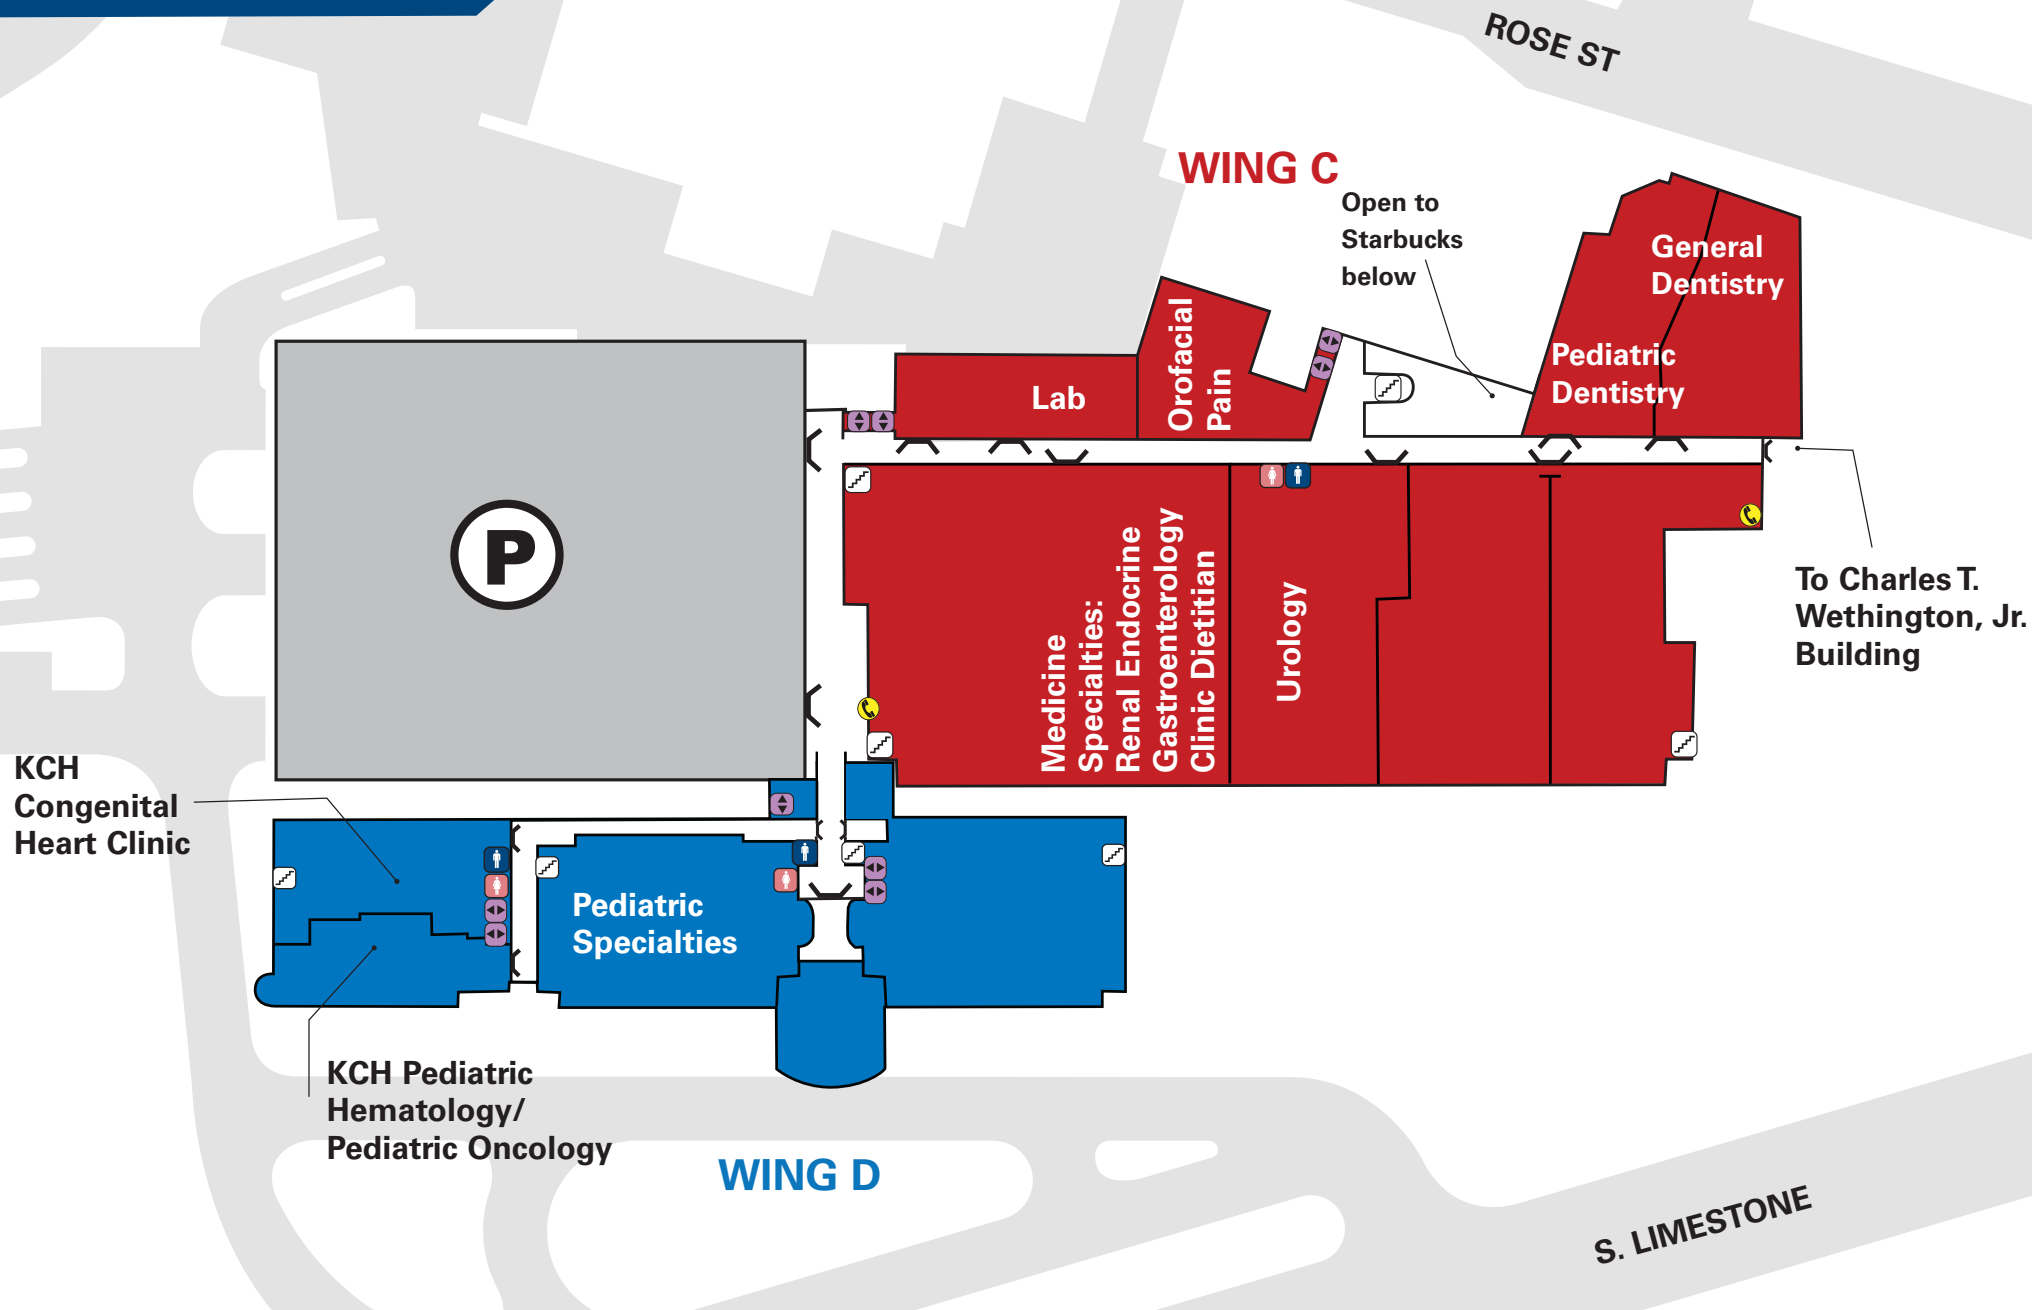 ROSE ST
WING C
Open to
Starbucks
below
General
Dentistry
Pediatric
Dentistry
Orofacial
Pain
Lab
P
Medicine
Specialties:
Renal Endocrine
Gastroenterology
Clinic Dietitian
Urology
To Charles T.
Wethington, Jr.
Building
KCH
Congenital
Heart Clinic
Pediatric
Specialties
KCH Pediatric
Hematology/
Pediatric Oncology
WING D
S. LIMESTONE